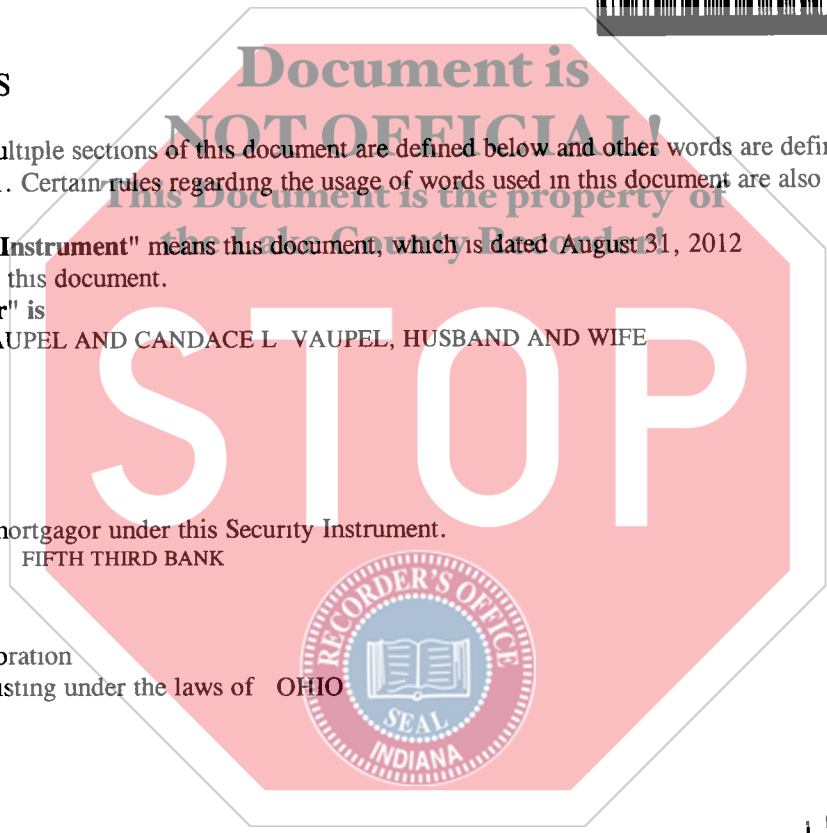 S
Document is
NOT OFFICIAL!
ultiple sections of this document are defined below and other words are defin
. Certain rules regarding the usage of words used in this document are also
This Document is the property of
the Lake County Recorder!
Instrument" means this document, which is dated August 31, 2012
this document.
r" is
AUPEL AND CANDACE L VAUPEL, HUSBAND AND WIFE
STOP
nortgagor under this Security Instrument.
FIFTH THIRD BANK
RECORDER'S OFFICE
oration
isting under the laws of OHIO
SEAL
INDIANA